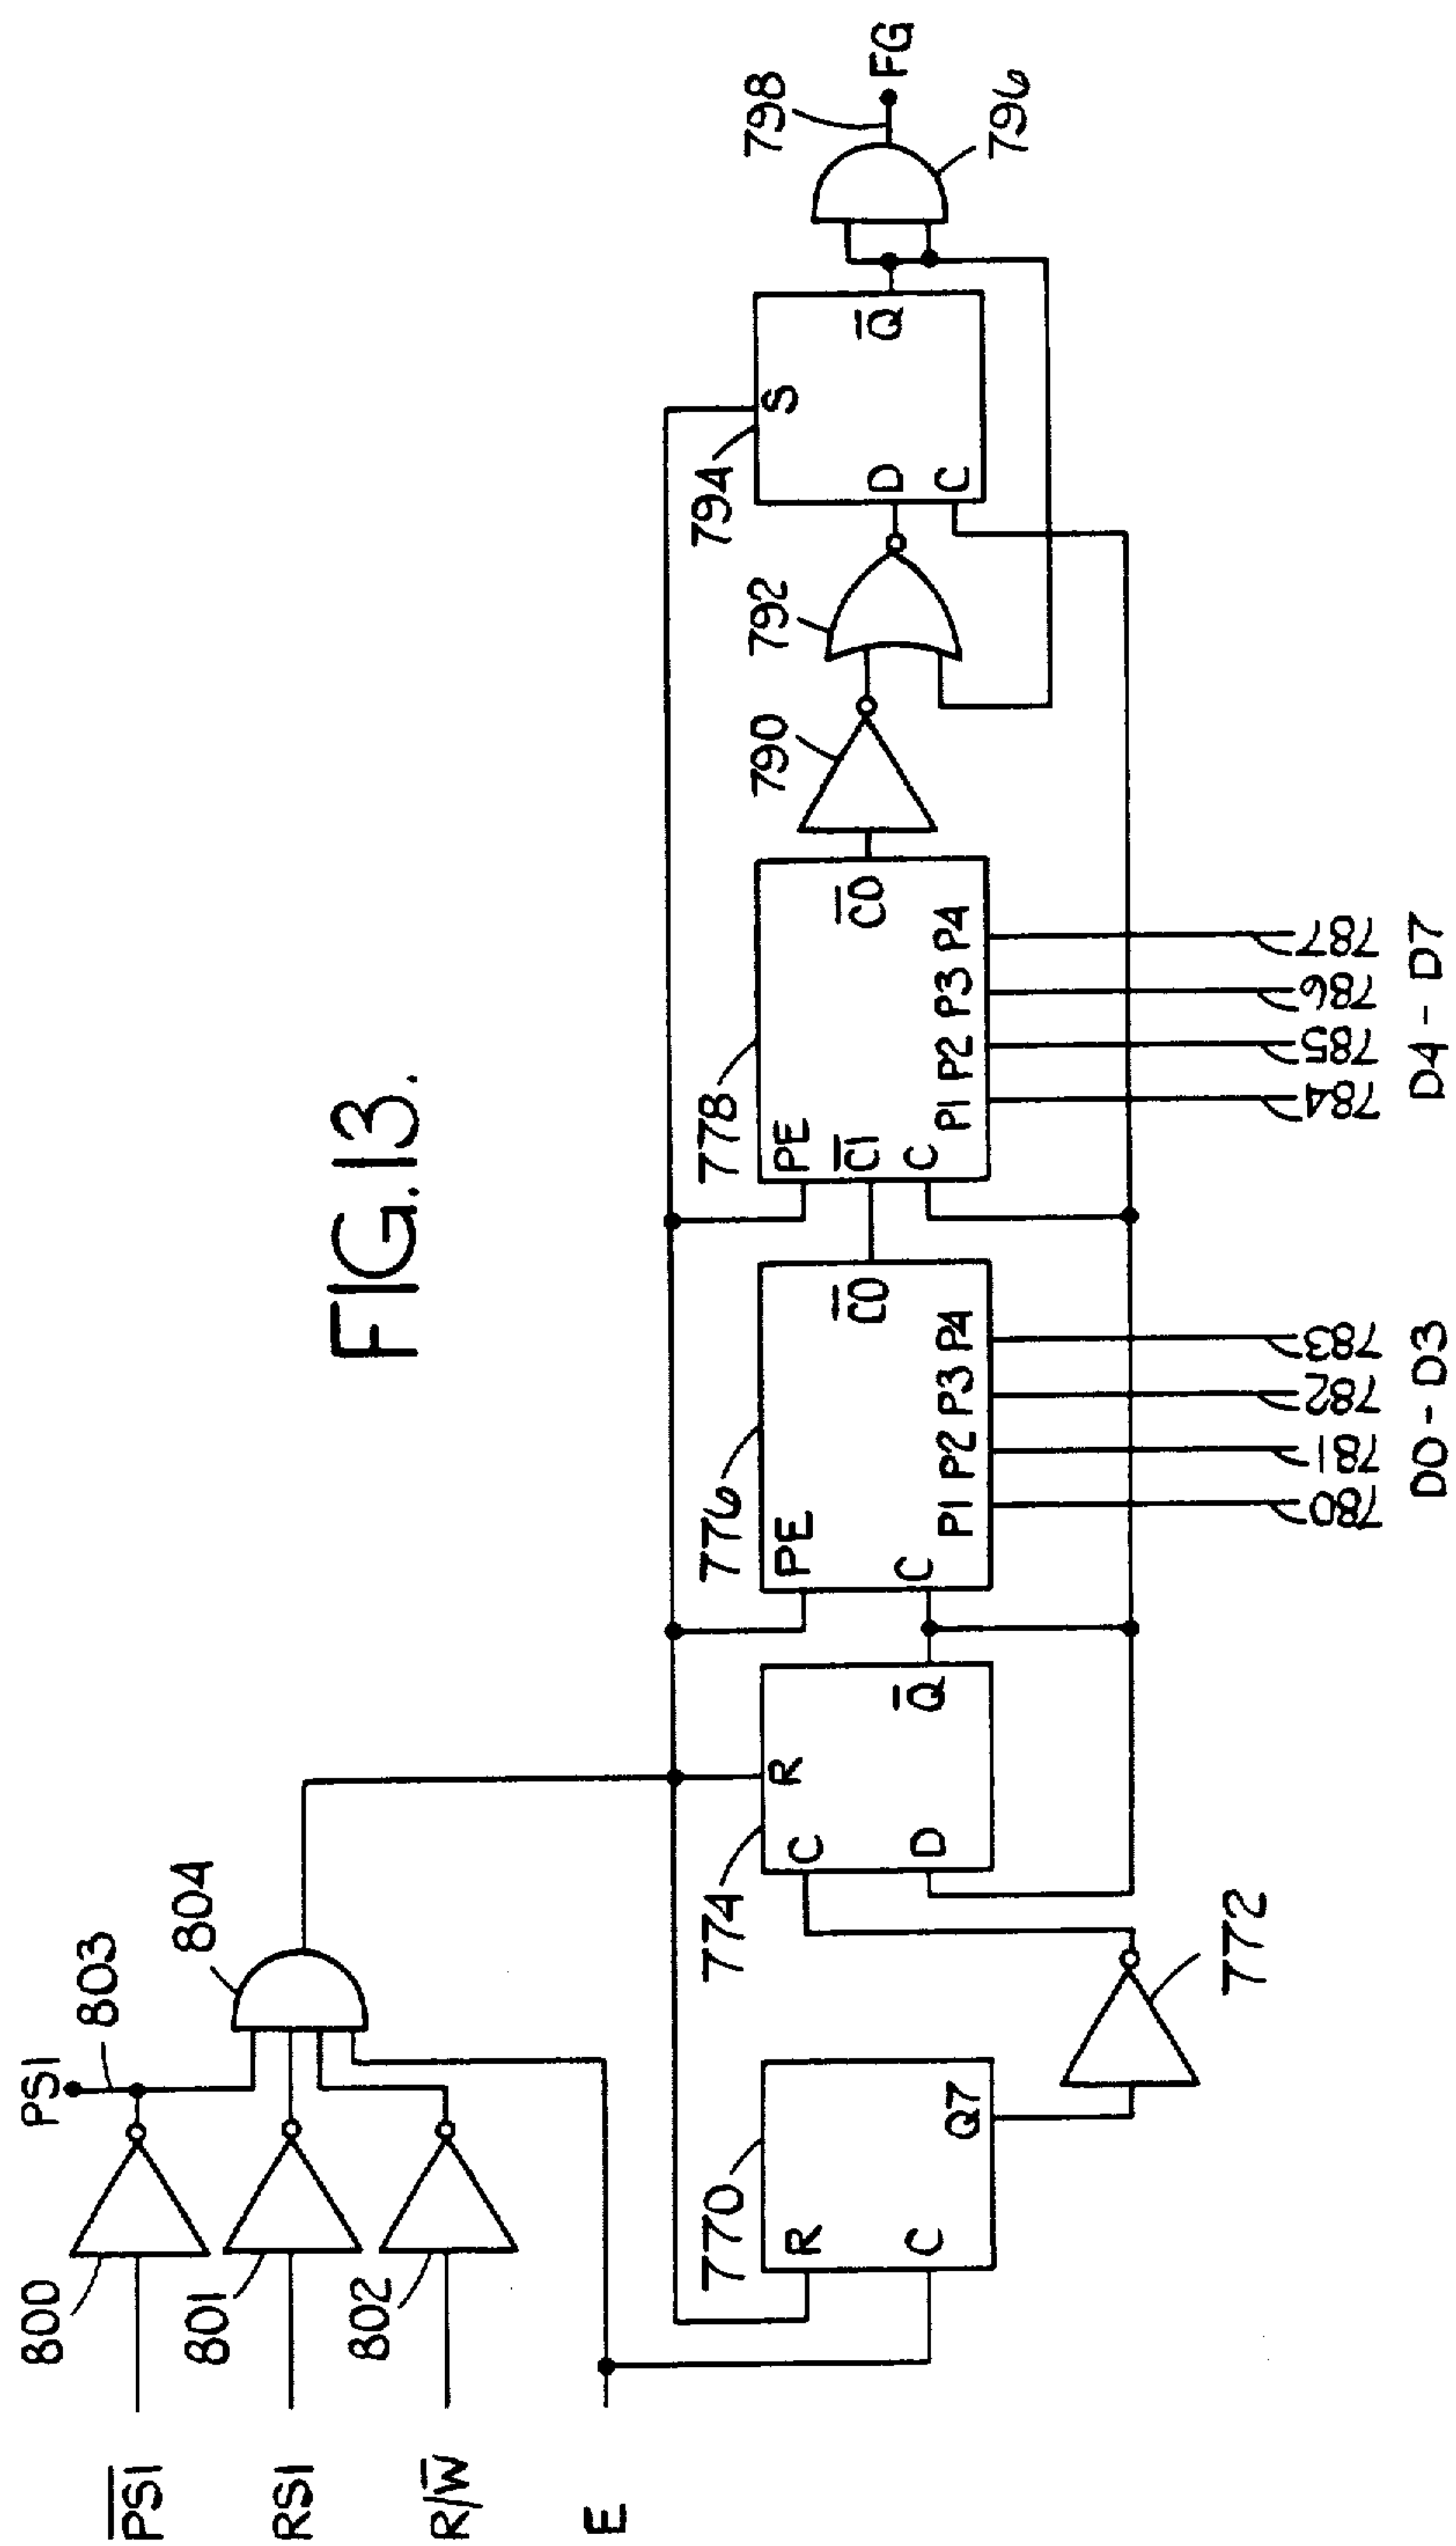 FIG.13.
P̅S̅I̅
RSI
R/W̅
E
800
801
802
PSI
803
804
770
R
C
Q7
772
774
C
R
D
Q̅
776
PE
C
C̅O̅
P1 P2 P3 P4
780 781 782 783
D0 - D3
778
PE
C̅I̅
C
C̅O̅
P1 P2 P3 P4
784 785 786 787
D4 - D7
790
792
794
S
D
C
Q̅
796
798
FG